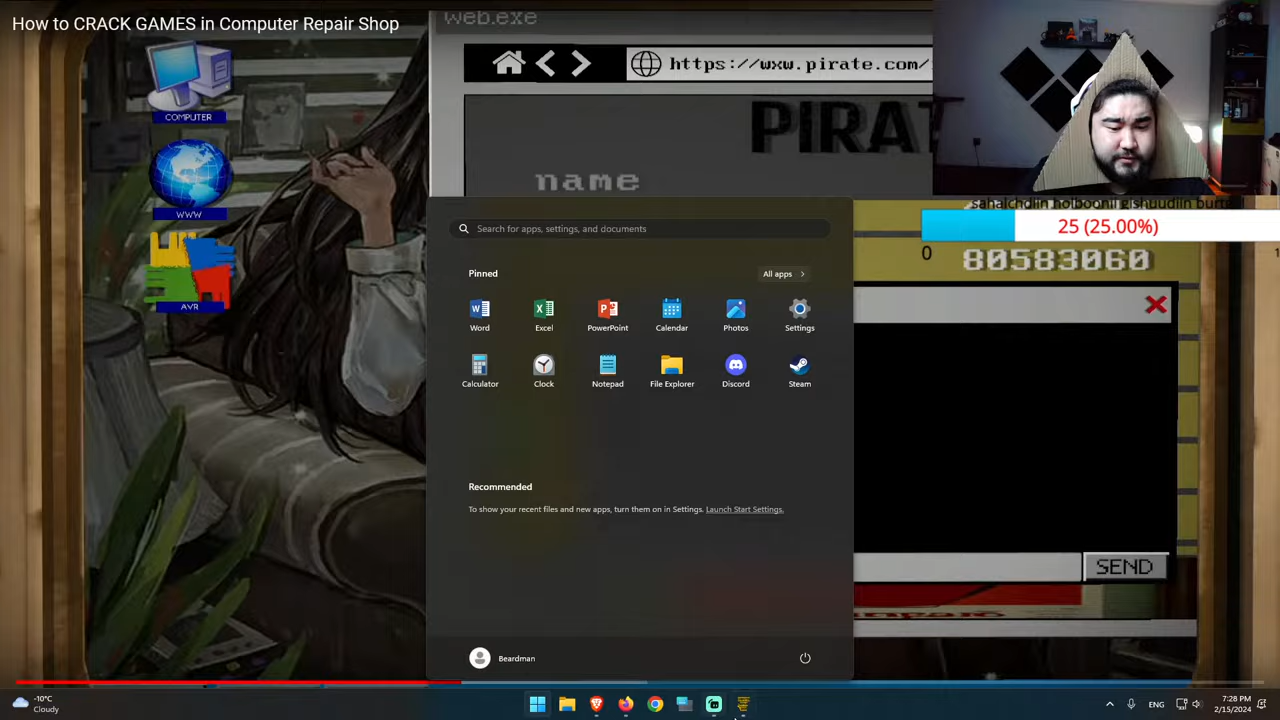 How to CRACK GAMES in Computer Repair Shop
web.exe
COMPUTER
https://wxw.pirate.com/
PIRAT
name
WWW
AVR
25 (25.00%)
0
80583060
Search for apps, settings, and documents
Pinned
All apps
Word
Excel
PowerPoint
Calendar
Photos
Settings
Calculator
Clock
Notepad
File Explorer
Discord
Steam
Recommended
To show your recent files and new apps, turn them on in Settings. Launch Start Settings.
SEND
Beardman
-10°C
Cloudy
ENG
7:28 PM
2/15/2024